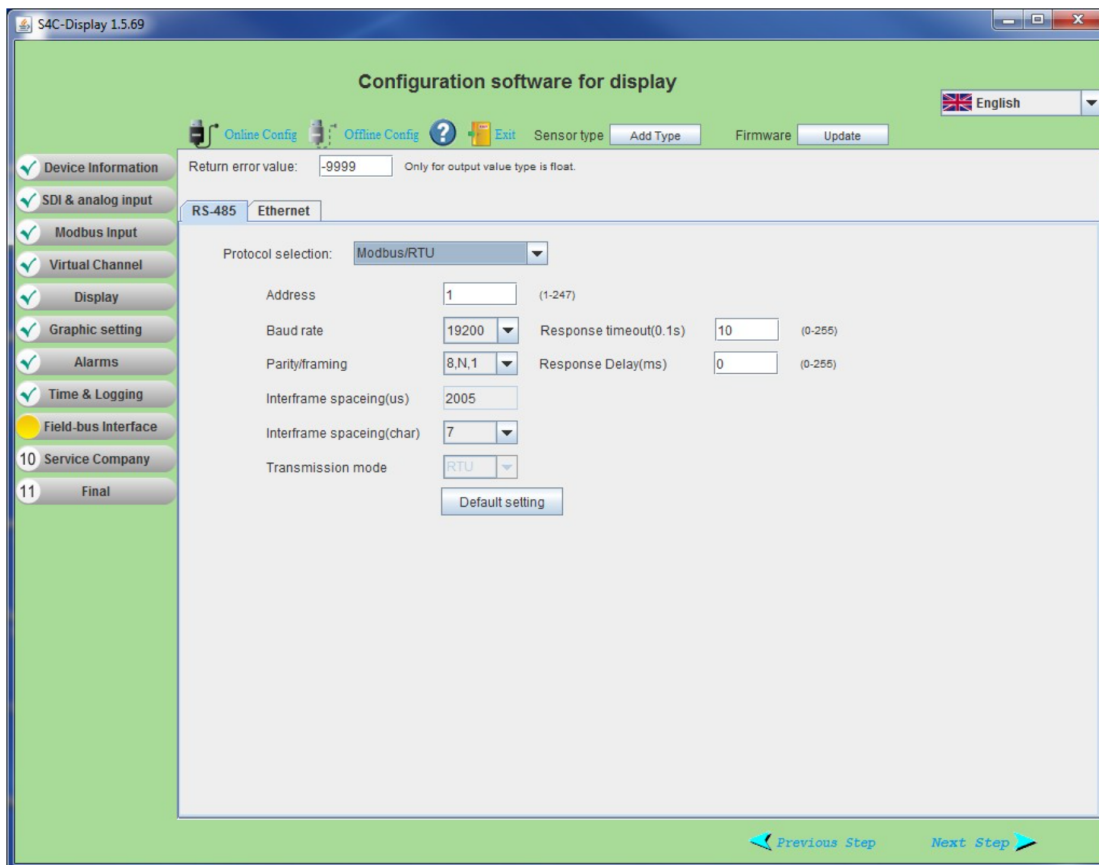 S4C-Display 1.5.69
Configuration software for display
English
Online Config Offline Config ? Exit Sensor type Add Type Firmware Update
Device Information
SDI & analog input
Modbus Input
Virtual Channel
Display
Graphic setting
Alarms
Time & Logging
Field-bus Interface
10 Service Company
11 Final
Return error value: -9999 Only for output value type is float.
RS-485 Ethernet
Protocol selection: Modbus/RTU
Address 1 (1-247)
Baud rate 19200 Response timeout(0.1s) 10 (0-255)
Parity/framing 8,N,1 Response Delay(ms) 0 (0-255)
Interframe spaceing(us) 2005
Interframe spaceing(char) 7
Transmission mode RTU
Default setting
Previous Step Next Step